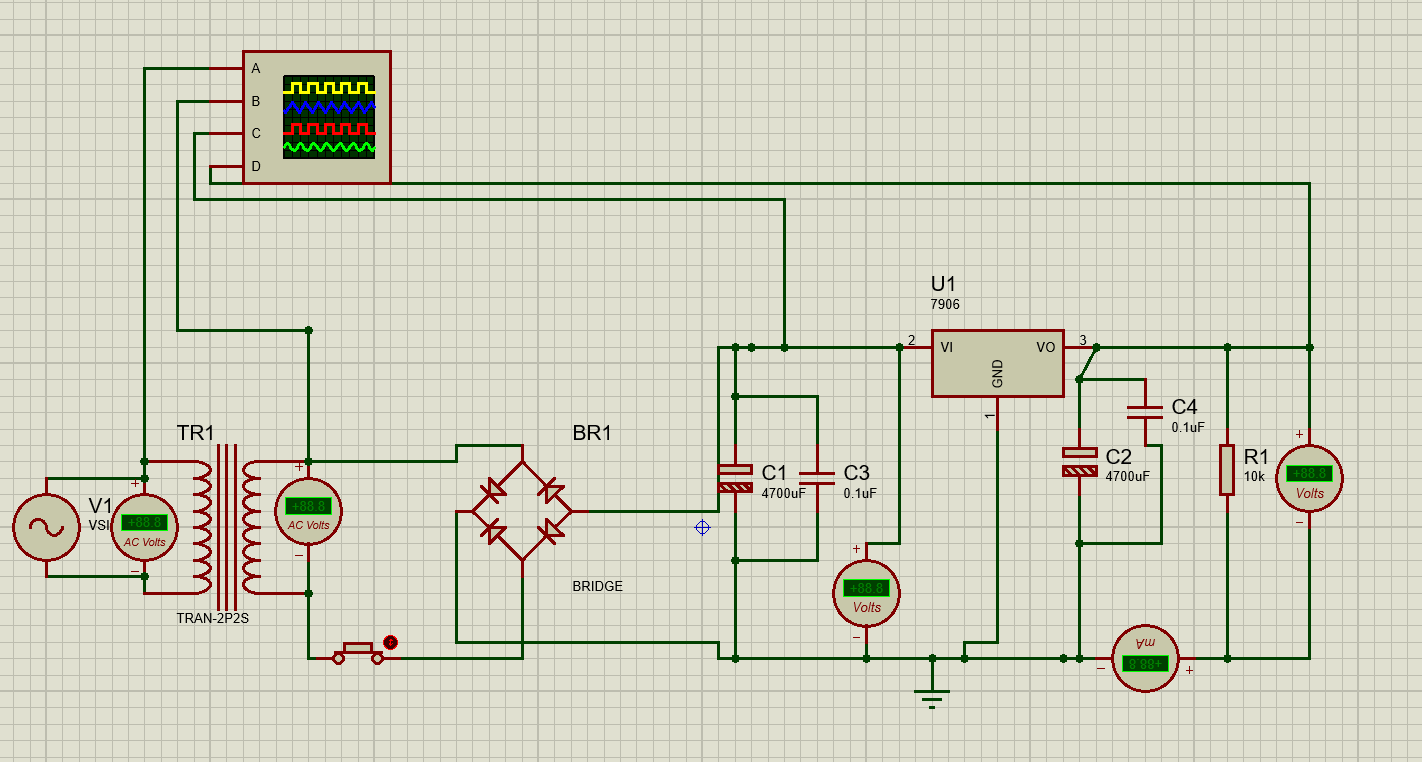 A
B
C
D
U1
7906
2
VI
VO
3
GND
1
TR1
BR1
C4
0.1uF
+
V1
VSI
+88.8
AC Volts
−
TRAN-2P2S
+
+88.8
AC Volts
−
BRIDGE
C1
4700uF
C3
0.1uF
C2
4700uF
R1
10k
+
+88.8
Volts
−
+
+88.8
Volts
−
mA
+88.8
−
+